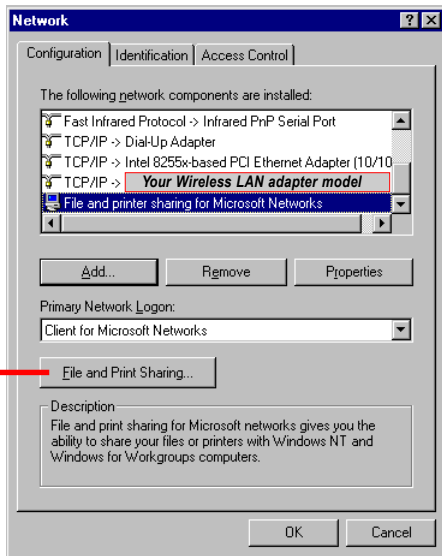 Network
Configuration Identification Access Control
The following network components are installed:
Fast Infrared Protocol -> Infrared PnP Serial Port
TCP/IP -> Dial-Up Adapter
TCP/IP -> Intel 8255x-based PCI Ethernet Adapter (10/10
TCP/IP -> Your Wireless LAN adapter model
File and printer sharing for Microsoft Networks
Add... Remove Properties
Primary Network Logon:
Client for Microsoft Networks
File and Print Sharing...
Description
File and print sharing for Microsoft networks gives you the
ability to share your files or printers with Windows NT and
Windows for Workgroups computers.
OK Cancel